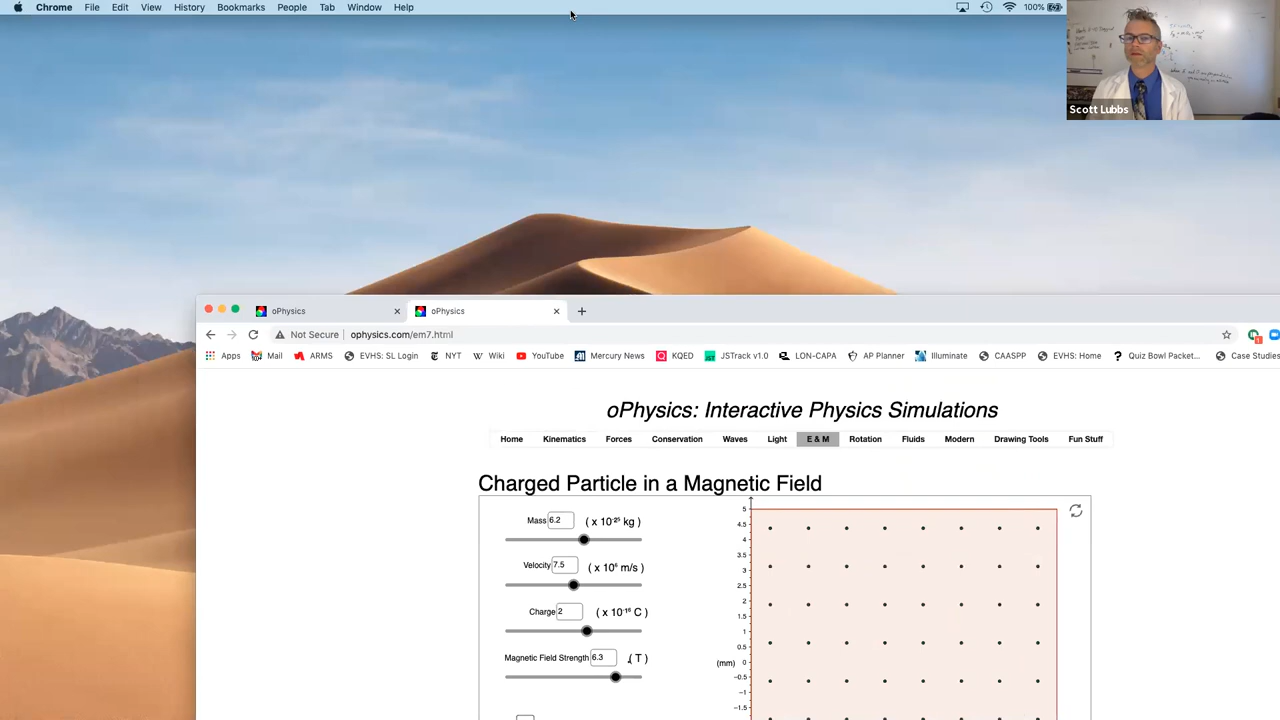 Chrome File Edit View History Bookmarks People Tab Window Help 100%
Scott Lubbs
oPhysics oPhysics
Not Secure ophysics.com/em7.html
Apps Mail ARMS EVHS: SL Login NYT Wiki YouTube Mercury News KQED JSTrack v1.0 LON-CAPA AP Planner Illuminate CAASPP EVHS: Home Quiz Bowl Packet... Case Studies
oPhysics: Interactive Physics Simulations
Home Kinematics Forces Conservation Waves Light E & M Rotation Fluids Modern Drawing Tools Fun Stuff
Charged Particle in a Magnetic Field
Mass 6.2 ( x 10⁻²⁵ kg )
Velocity 7.5 ( x 10⁶ m/s )
Charge 2 ( x 10⁻¹⁶ C )
Magnetic Field Strength 6.3 ( T )
5
4.5
4
3.5
3
2.5
2
1.5
1
0.5
(mm) 0
-0.5
-1
-1.5